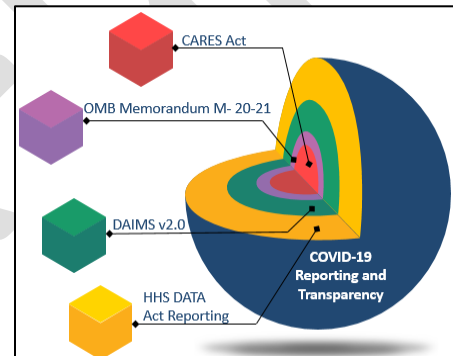 CARES Act
OMB Memorandum M- 20-21
DAIMS v2.0
HHS DATA
Act Reporting
COVID-19
Reporting and
Transparency